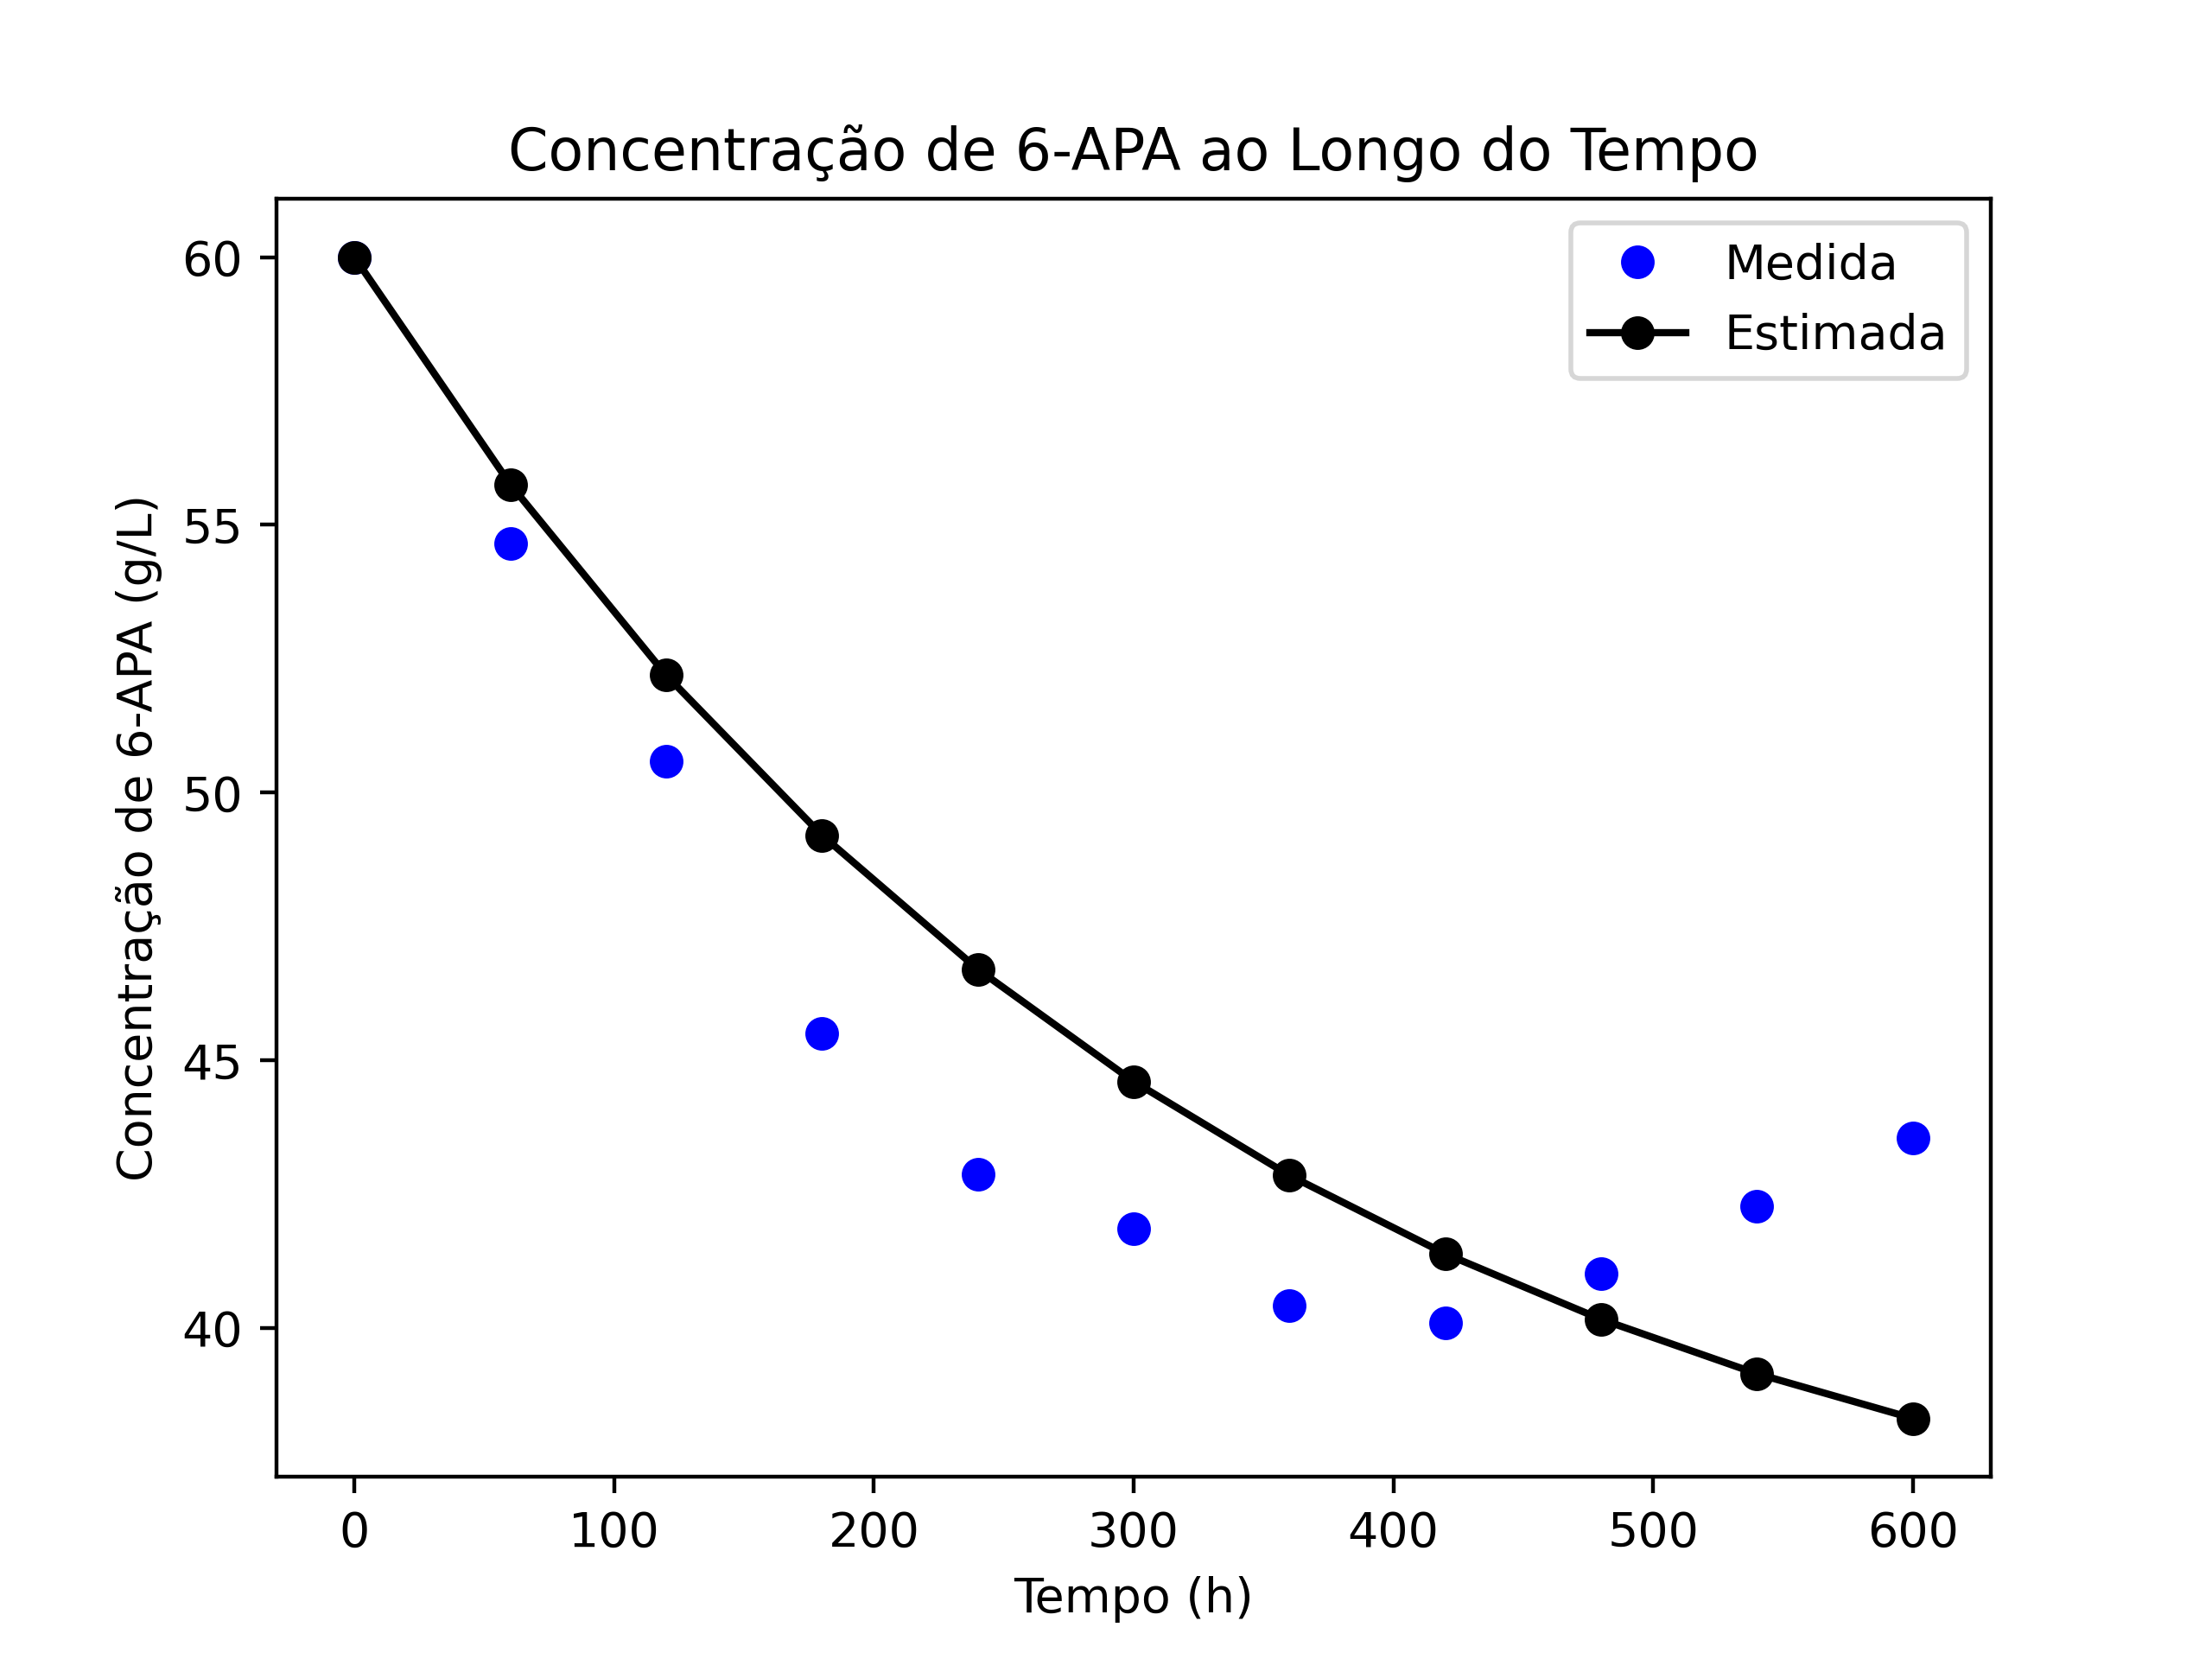 Concentração de 6-APA ao Longo do Tempo
Medida
Estimada
Concentração de 6-APA (g/L)
60
55
50
45
40
0 100 200 300 400 500 600
Tempo (h)